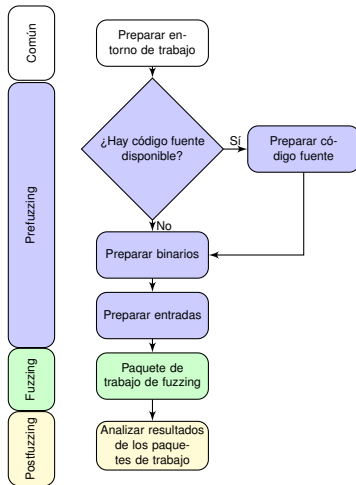 Común
Preparar en-
torno de trabajo
Prefuzzing
¿Hay código fuente
disponible?
Sí
Preparar có-
digo fuente
No
Preparar binarios
Preparar entradas
Fuzzing
Paquete de
trabajo de fuzzing
Postfuzzing
Analizar resultados
de los paque-
tes de trabajo